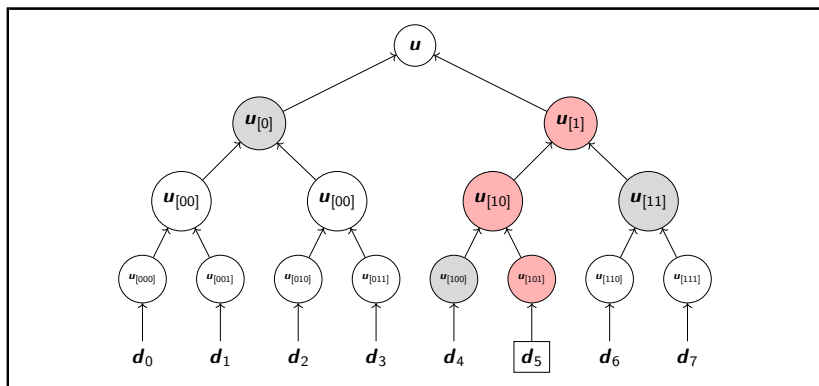 u
u[0] u[1]
u[00] u[00] u[10] u[11]
u[000] u[001] u[010] u[011] u[100] u[101] u[110] u[111]
d0 d1 d2 d3 d4 d5 d6 d7